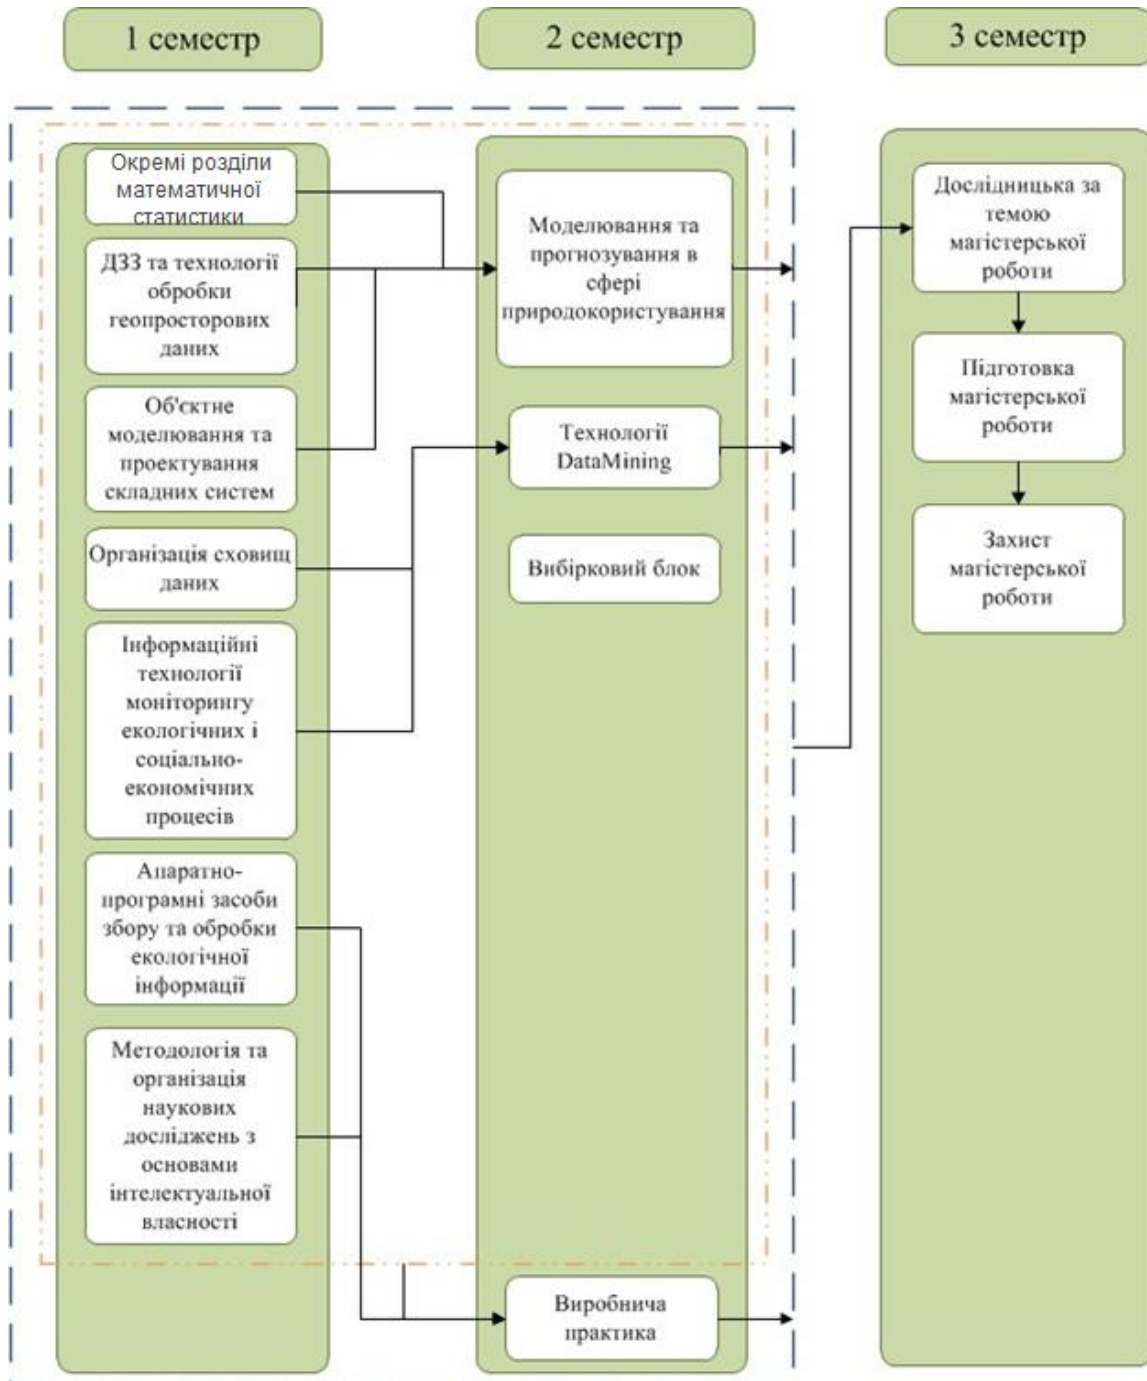 1 семестр
2 семестр
3 семестр
Окремі розділи
математичної
статистики
ДЗЗ та технології
обробки
геопросторових
даних
Об'єктне
моделювання та
проектування
складних систем
Організація сховищ
даних
Інформаційні
технології
моніторингу
екологічних і
соціально-
економічних
процесів
Апаратно-
програмні засоби
збору та обробки
екологічної
інформації
Методологія та
організація
наукових
досліджень з
основами
інтелектуальної
власності
Моделювання та
прогнозування в
сфері
природокористування
Технології
DataMining
Вибірковий блок
Виробнича
практика
Дослідницька за
темою
магістерської
роботи
Підготовка
магістерської
роботи
Захист
магістерської
роботи